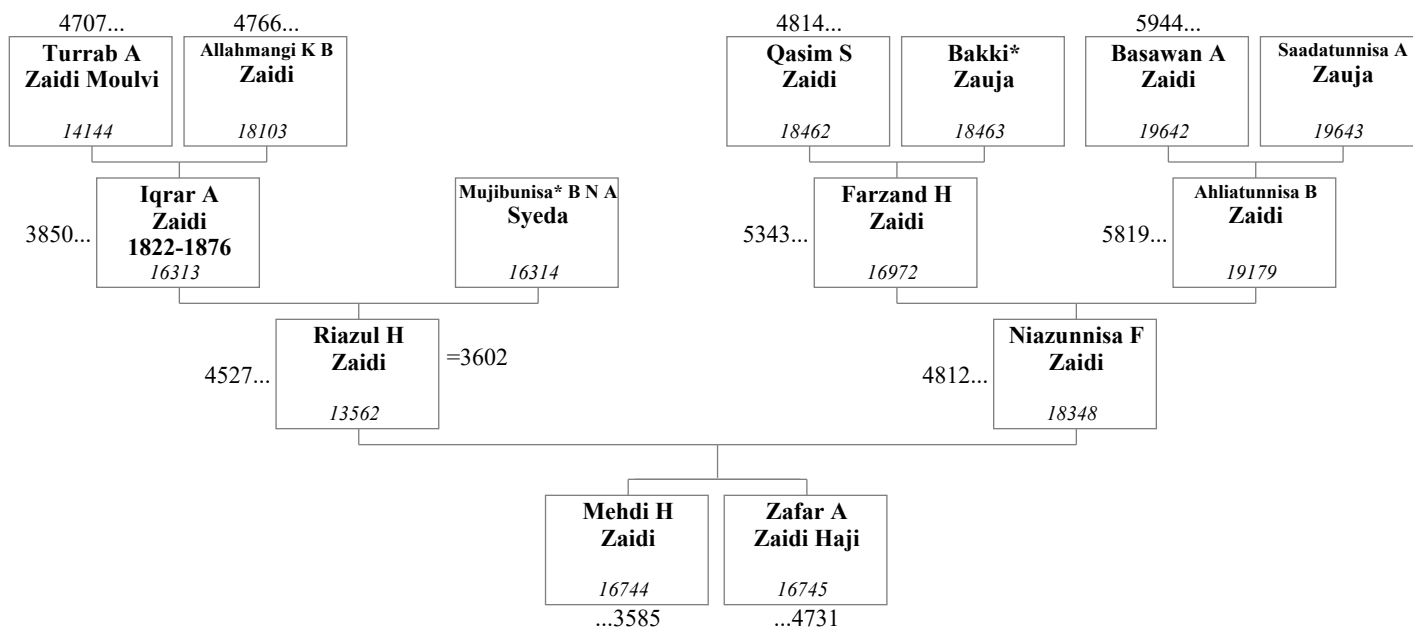 4707...
4766...
4814...
5944...
Turrab A
Zaidi Moulvi
14144
Allahmangi K B
Zaidi
18103
Qasim S
Zaidi
18462
Bakki*
Zauja
18463
Basawan A
Zaidi
19642
Saadatunnisa A
Zauja
19643
3850...
Iqrar A
Zaidi
1822-1876
16313
Mujibunisa* B N A
Syeda
16314
5343...
Farzand H
Zaidi
16972
5819...
Ahliatunnisa B
Zaidi
19179
4527...
Riazul H
Zaidi
13562
=3602
4812...
Niazunnisa F
Zaidi
18348
Mehdi H
Zaidi
16744
...3585
Zafar A
Zaidi Haji
16745
...4731